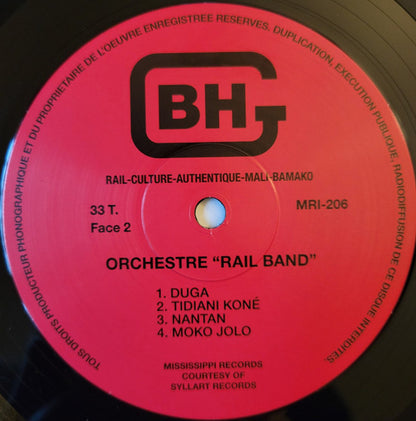 TOUS DROITS PRODUCTEUR PHONOGRAPHIQUE ET DU PROPRIETAIRE DE L'OEUVRE ENREGISTREE RESERVES. DUPLICATION, EXECUTION PUBLIQUE, RADIODIFFUSION DE CE DISQUE INTERDITES.
BHG
RAIL-CULTURE-AUTHENTIQUE-MALI-BAMAKO
33 T.
MRI-206
Face 2
ORCHESTRE “RAIL BAND”
1. DUGA
2. TIDIANI KONÉ
3. NANTAN
4. MOKO JOLO
MISSISSIPPI RECORDS
COURTESY OF
SYLLART RECORDS